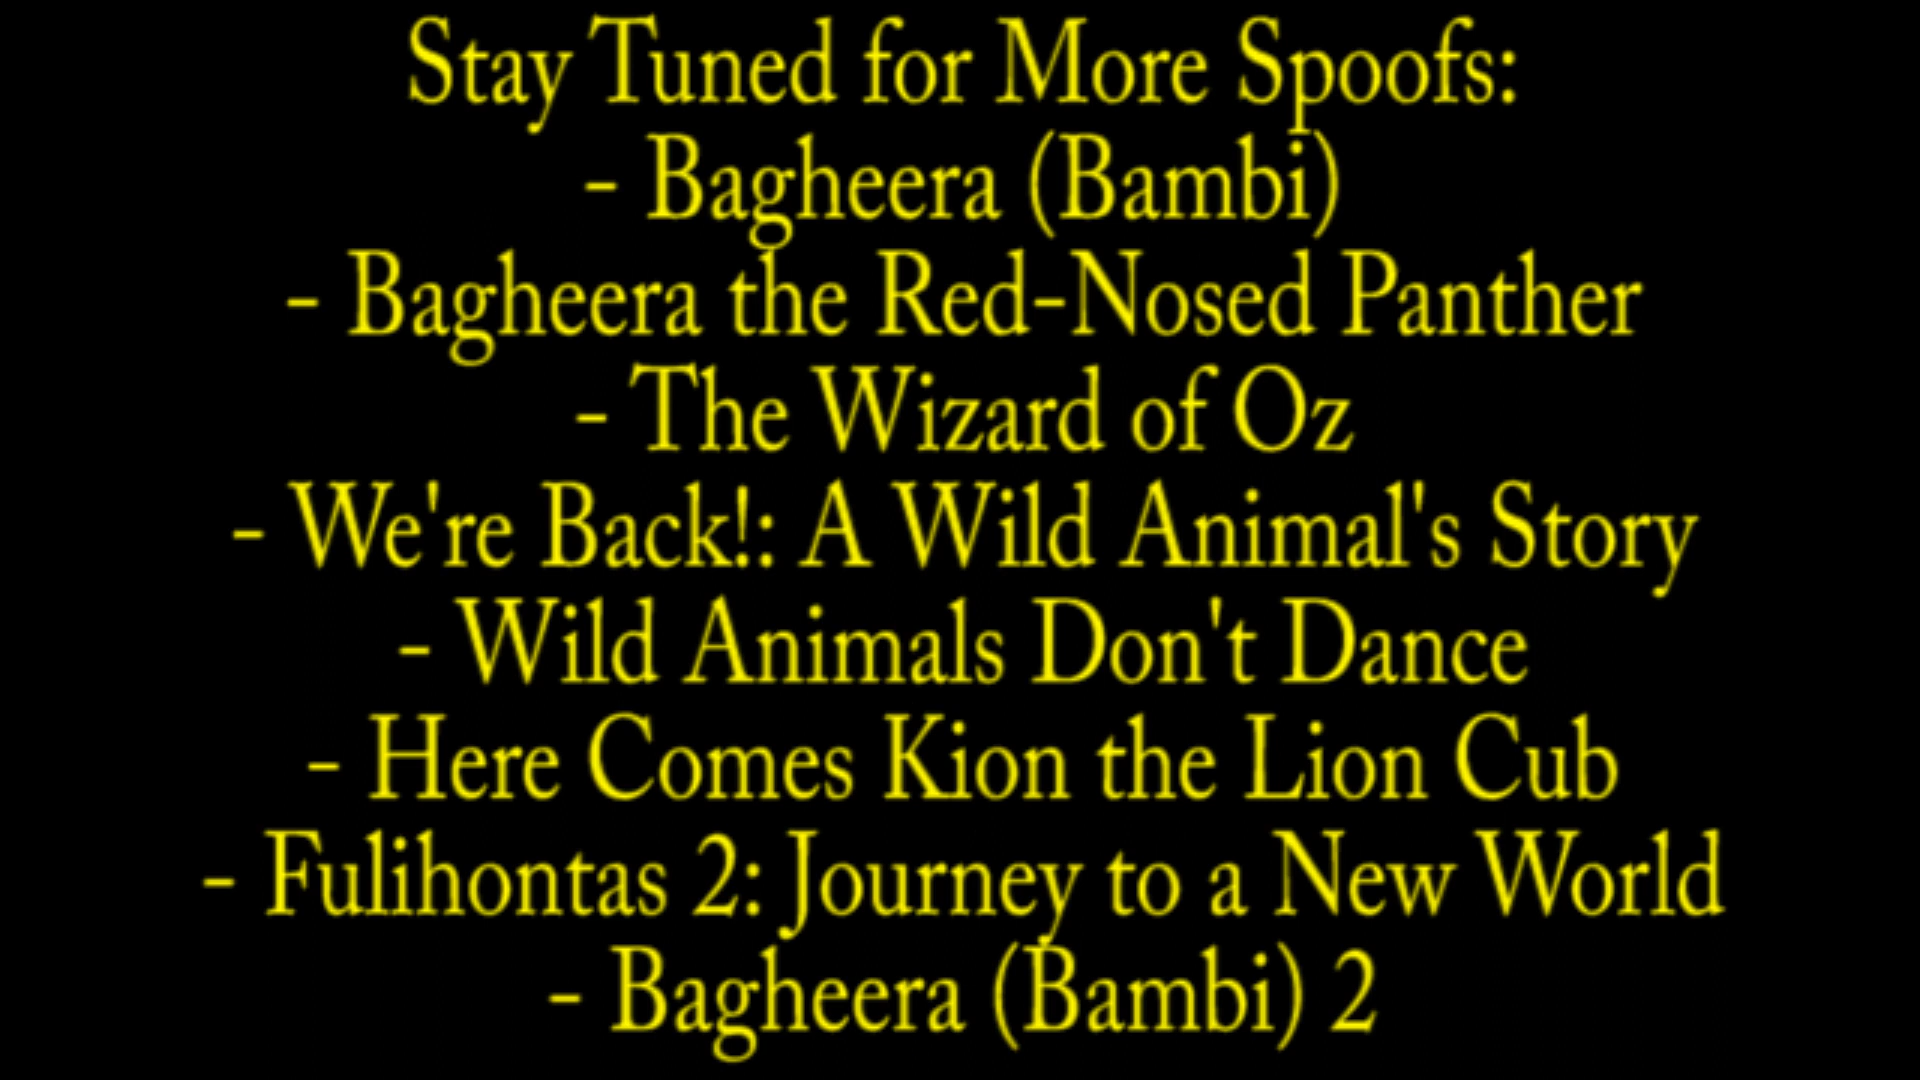 Stay Tuned for More Spoofs:
- Bagheera (Bambi)
- Bagheera the Red-Nosed Panther
- The Wizard of Oz
- We're Back!: A Wild Animal's Story
- Wild Animals Don't Dance
- Here Comes Kion the Lion Cub
- Fulihontas 2: Journey to a New World
- Bagheera (Bambi) 2